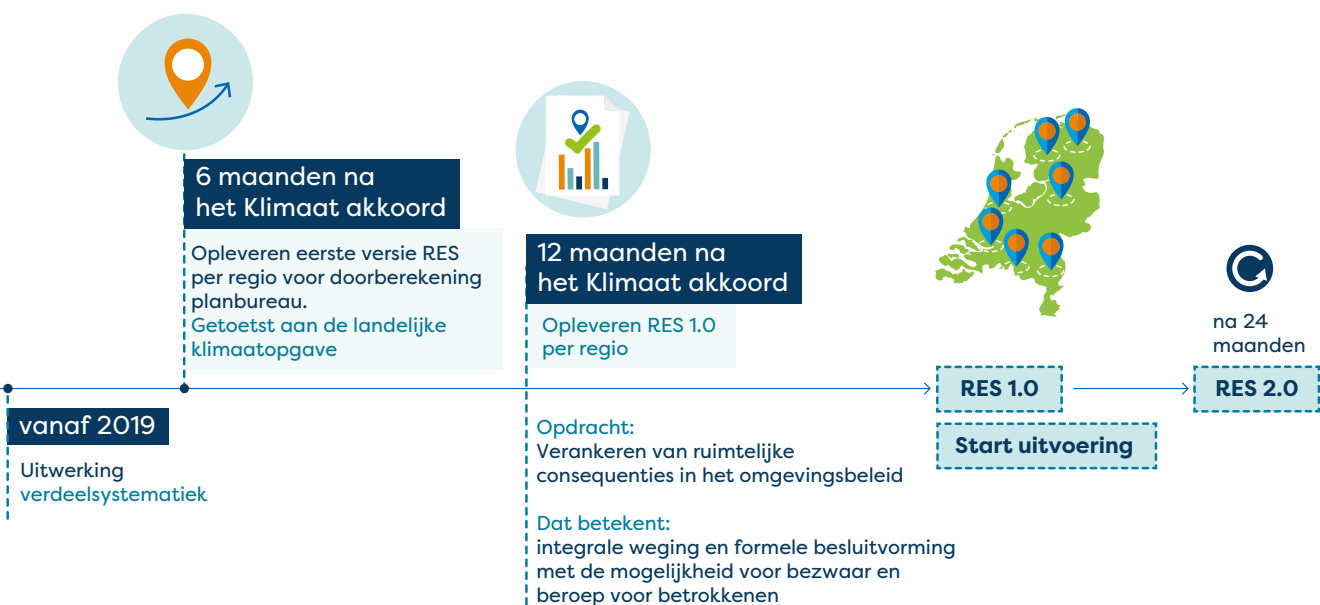 6 maanden na
het Klimaat akkoord
Opleveren eerste versie RES
per regio voor doorberekening
planbureau.
Getoetst aan de landelijke
klimaatopgave
12 maanden na
het Klimaat akkoord
Opleveren RES 1.0
per regio
na 24
maanden
RES 1.0
RES 2.0
Start uitvoering
vanaf 2019
Uitwerking
verdeelsystematiek
Opdracht:
Verankeren van ruimtelijke
consequenties in het omgevingsbeleid
Dat betekent:
integrale weging en formele besluitvorming
met de mogelijkheid voor bezwaar en
beroep voor betrokkenen